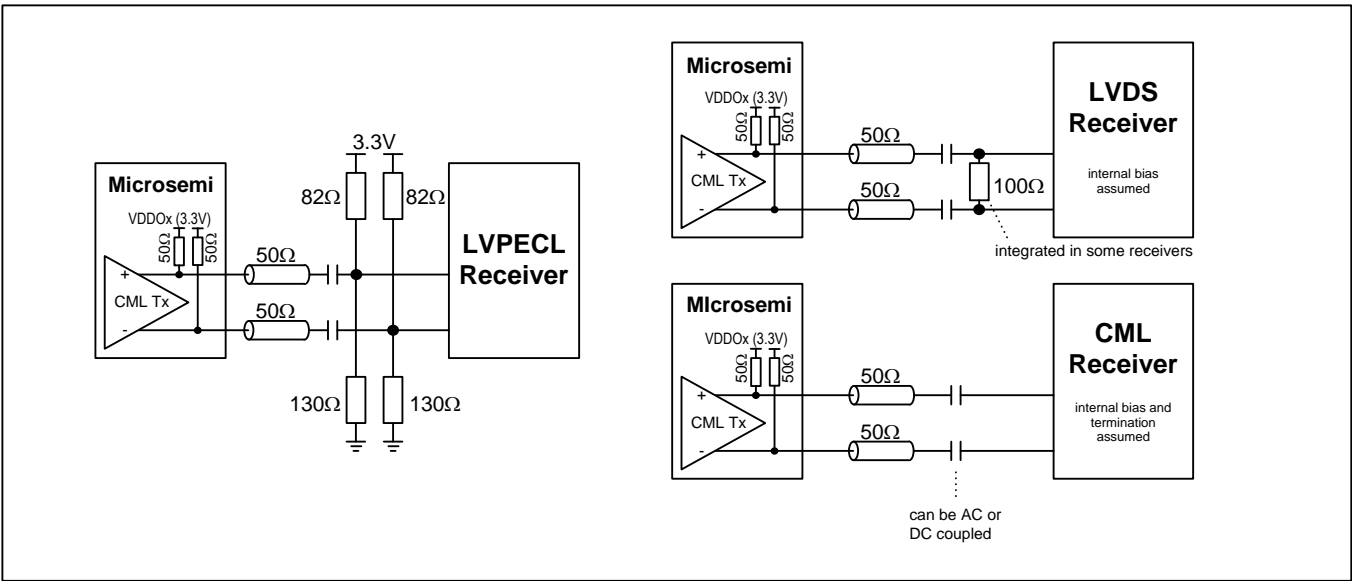 Microsemi
VDDOx (3.3V)
50Ω
50Ω
+
CML Tx
-
50Ω
50Ω
3.3V
82Ω
82Ω
130Ω
130Ω
LVPECL
Receiver
Microsemi
VDDOx (3.3V)
50Ω
50Ω
+
CML Tx
-
50Ω
50Ω
100Ω
integrated in some receivers
LVDS
Receiver
internal bias
assumed
MIcrosemi
VDDOx (3.3V)
50Ω
50Ω
+
CML Tx
-
50Ω
50Ω
can be AC or
DC coupled
CML
Receiver
internal bias and
termination
assumed